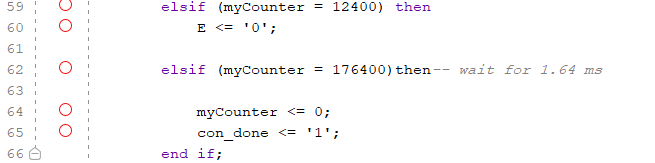 59 elsif (myCounter = 12400) then
60 E <= '0';
61
62 elsif (myCounter = 176400)then-- wait for 1.64 ms
63
64 myCounter <= 0;
65 con_done <= '1';
66 end if;